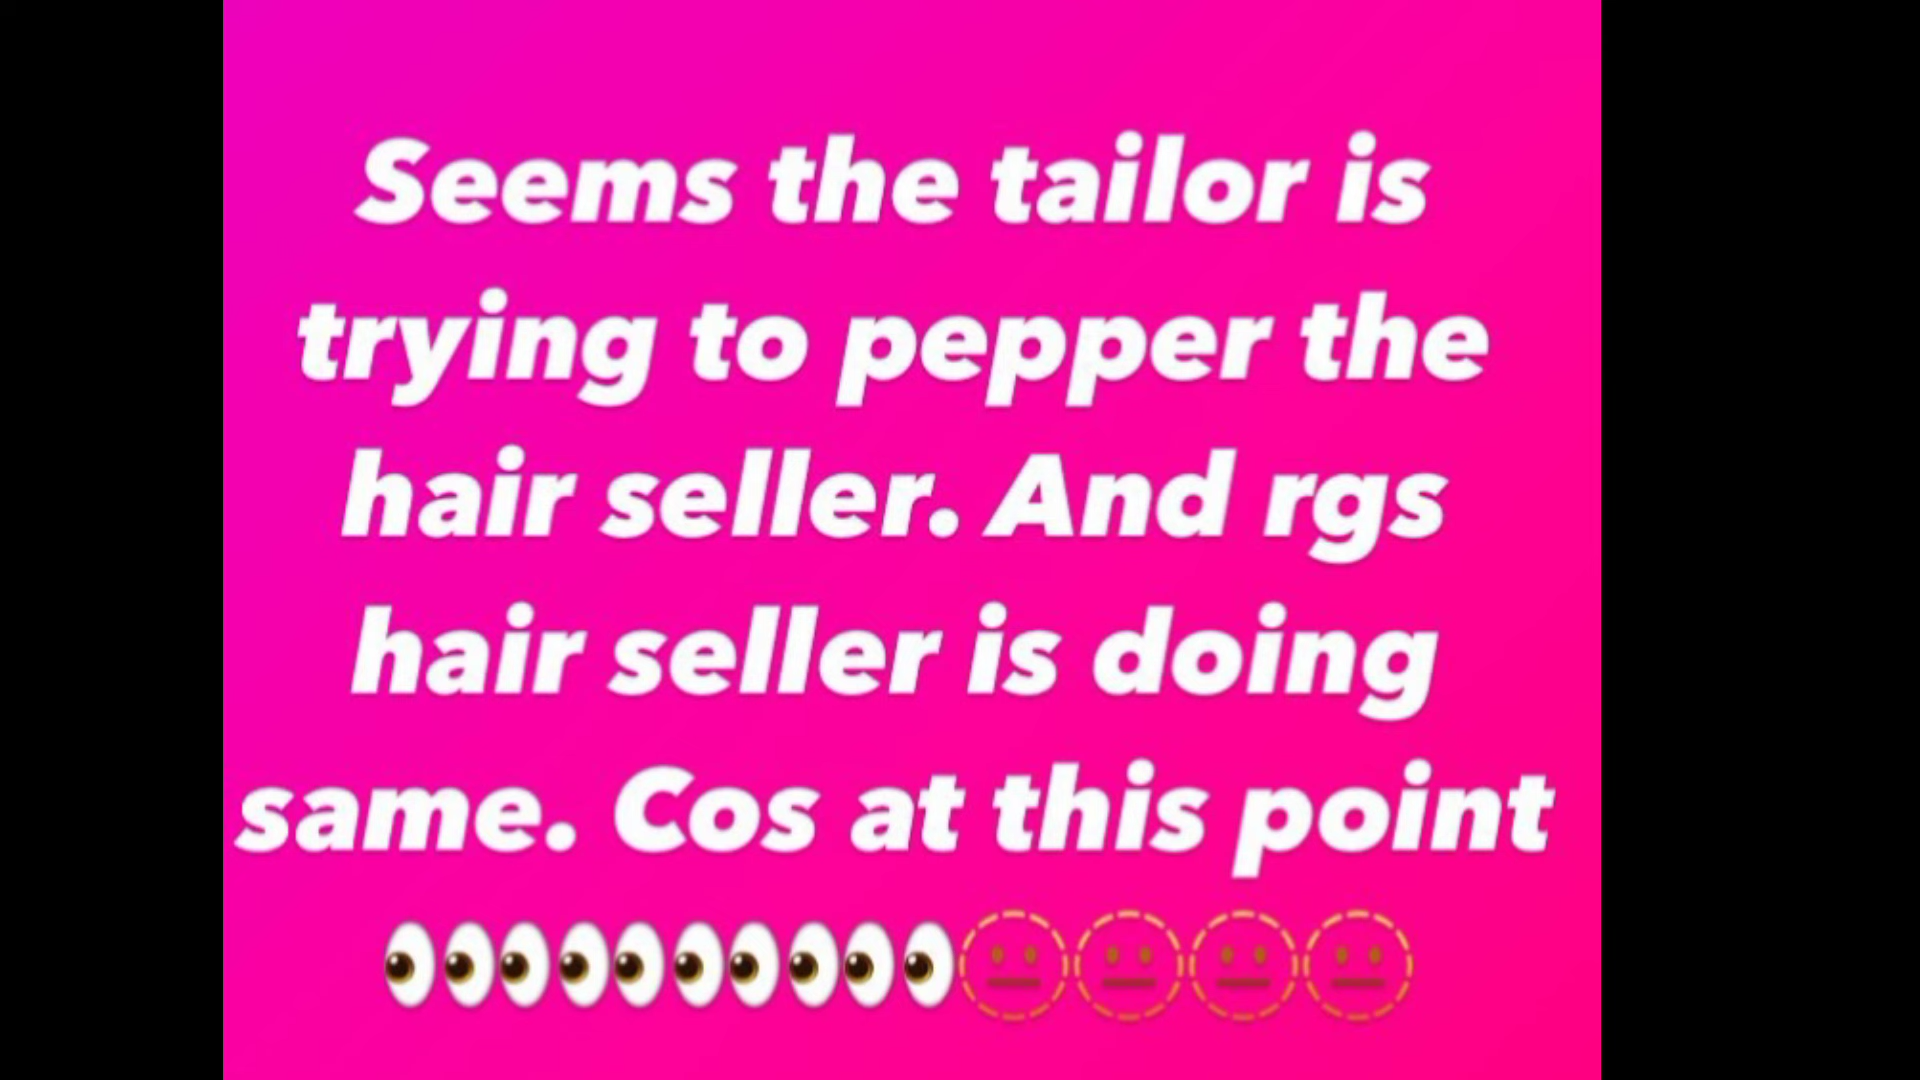 Seems the tailor is
trying to pepper the
hair seller. And rgs
hair seller is doing
same. Cos at this point
👀👀👀👀👀🫥🫥🫥🫥